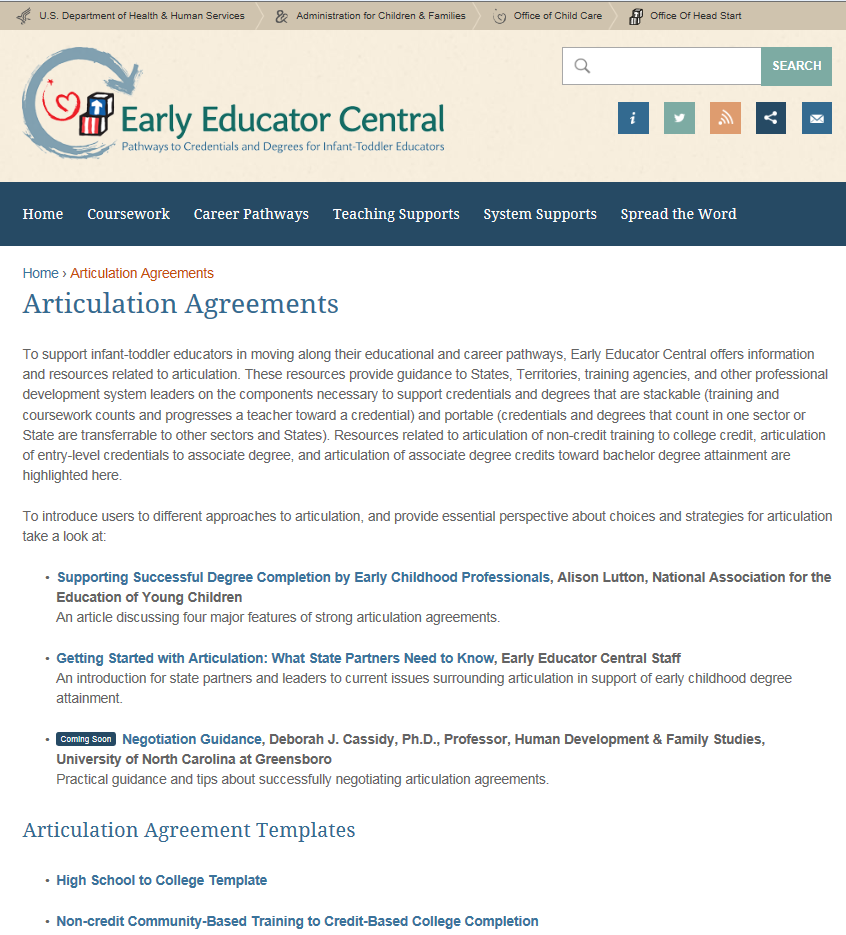 U.S. Department of Health & Human Services
Administration for Children & Families
Office of Child Care
Office Of Head Start
SEARCH
Early Educator Central
Pathways to Credentials and Degrees for Infant-Toddler Educators
Home Coursework Career Pathways Teaching Supports System Supports Spread the Word
Home › Articulation Agreements
Articulation Agreements
To support infant-toddler educators in moving along their educational and career pathways, Early Educator Central offers information
and resources related to articulation. These resources provide guidance to States, Territories, training agencies, and other professional
development system leaders on the components necessary to support credentials and degrees that are stackable (training and
coursework counts and progresses a teacher toward a credential) and portable (credentials and degrees that count in one sector or
State are transferrable to other sectors and States). Resources related to articulation of non-credit training to college credit, articulation
of entry-level credentials to associate degree, and articulation of associate degree credits toward bachelor degree attainment are
highlighted here.
To introduce users to different approaches to articulation, and provide essential perspective about choices and strategies for articulation
take a look at:
• Supporting Successful Degree Completion by Early Childhood Professionals, Alison Lutton, National Association for the
Education of Young Children
An article discussing four major features of strong articulation agreements.
• Getting Started with Articulation: What State Partners Need to Know, Early Educator Central Staff
An introduction for state partners and leaders to current issues surrounding articulation in support of early childhood degree
attainment.
• Coming Soon Negotiation Guidance, Deborah J. Cassidy, Ph.D., Professor, Human Development & Family Studies,
University of North Carolina at Greensboro
Practical guidance and tips about successfully negotiating articulation agreements.
Articulation Agreement Templates
• High School to College Template
• Non-credit Community-Based Training to Credit-Based College Completion